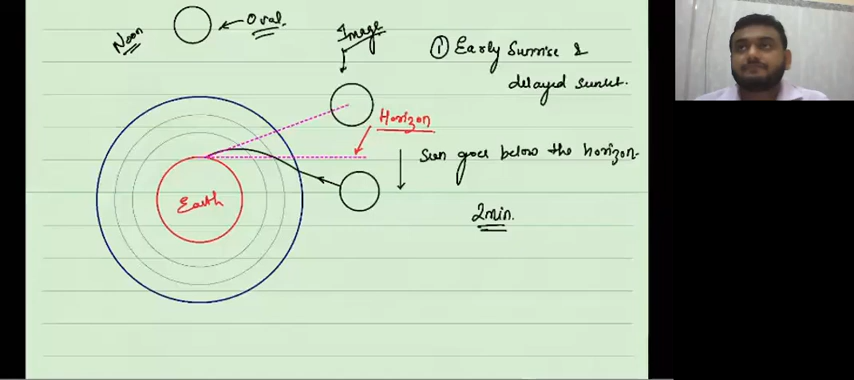 Noon
Oval.
Image
① Early Sunrise &
delayed sunset.
Horizon
Sun goes below the horizon.
Earth
2min.